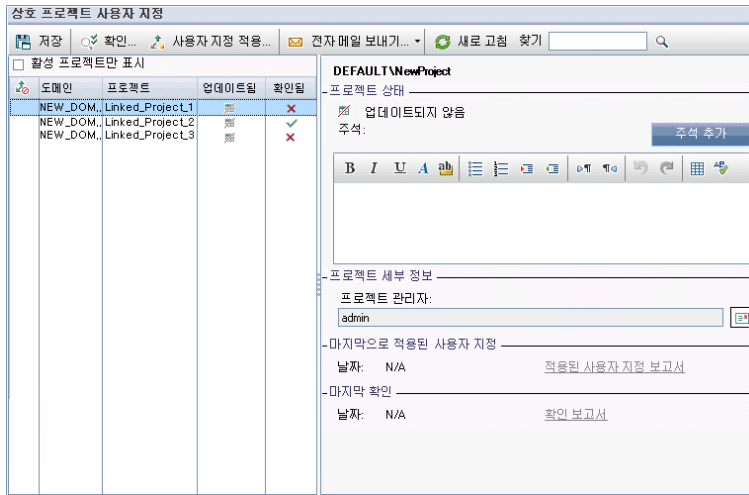 상호 프로젝트 사용자 지정
저장 확인... 사용자 지정 적용... 전자 메일 보내기... 새로 고침 찾기
활성 프로젝트만 표시
도메인 프로젝트 업데이트됨 확인됨
NEW_DOM,, Linked_Project_1
NEW_DOM,, Linked_Project_2
NEW_DOM,, Linked_Project_3
DEFAULT\NewProject
프로젝트 상태
업데이트되지 않음
주석:
주석 추가
B I U A ab
프로젝트 세부 정보
프로젝트 관리자:
admin
마지막으로 적용된 사용자 지정
날짜: N/A 적용된 사용자 지정 보고서
마지막 확인
날짜: N/A 확인 보고서